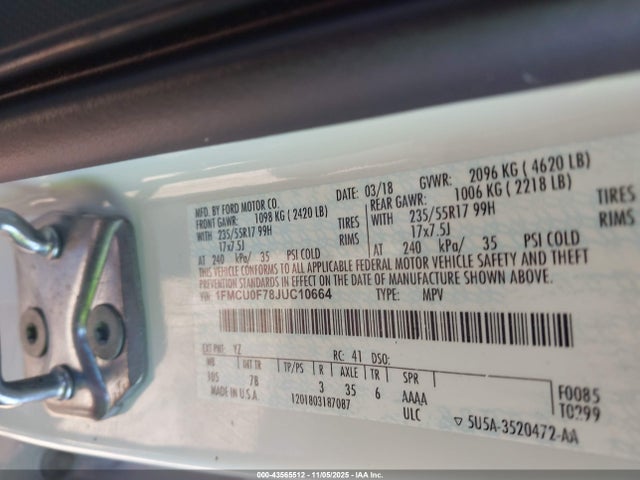 MFD. BY FORD MOTOR CO.
DATE: 03/18 GVWR: 2096 KG ( 4620 LB)
FRONT GAWR: 1098 KG ( 2420 LB) REAR GAWR: 1006 KG ( 2218 LB)
WITH 235/55R17 99H TIRES WITH 235/55R17 99H TIRES
17x7.5J RIMS 17x7.5J RIMS
AT 240 kPa/ 35 PSI COLD AT 240 kPa/ 35 PSI COLD
THIS VEHICLE CONFORMS TO ALL APPLICABLE FEDERAL MOTOR VEHICLE SAFETY AND THEFT
PREVENTION STANDARDS IN EFFECT ON THE DATE OF MANUFACTURE SHOWN ABOVE.
VIN: 1FMCU0F78JUC10664 TYPE: MPV
EXT PNT: YZ RC: 41 DSO:
WB INT TR TP/PS R AXLE TR SPR
105 7B 3 35 6 AAAA F0085
MADE IN U.S.A. 1201803187087 ULC T0299
▽ 5U5A-3520472-AA
000-43565512 - 11/05/2025 - IAAI, Inc.